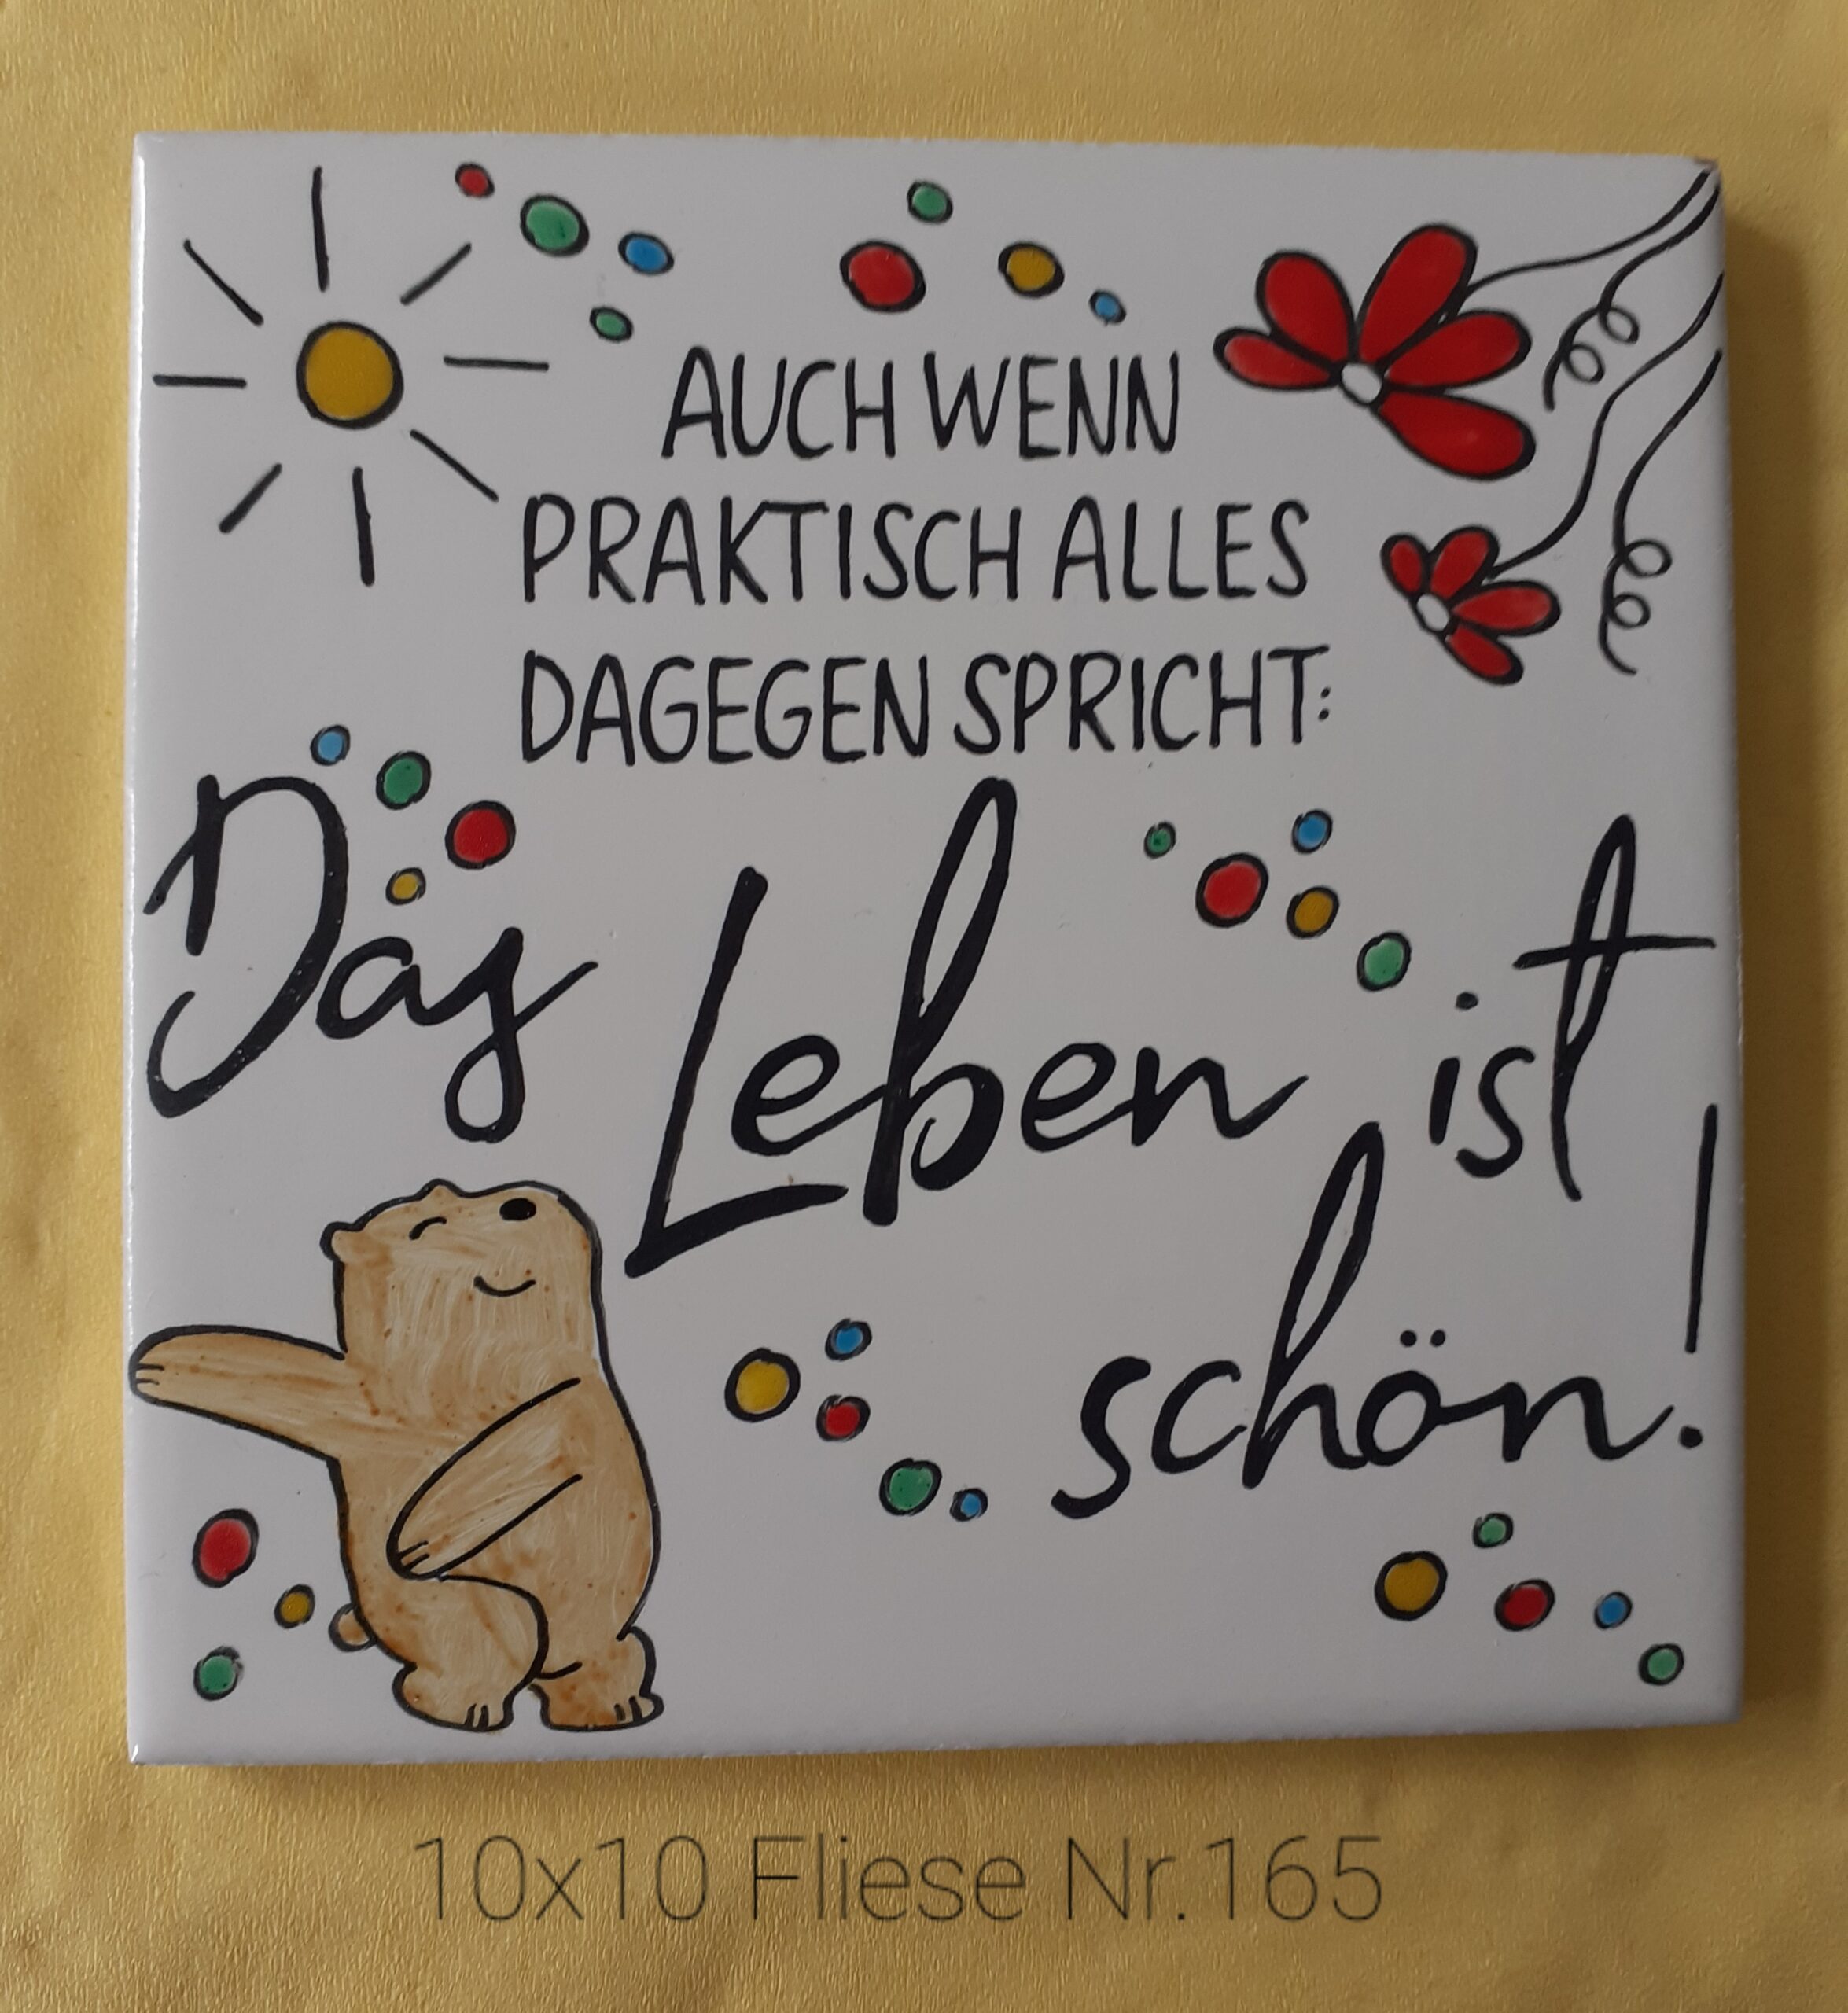 AUCH WENN
PRAKTISCH ALLES
DAGEGEN SPRICHT:
Das
Leben ist
schön!
10x10 Fliese Nr.165